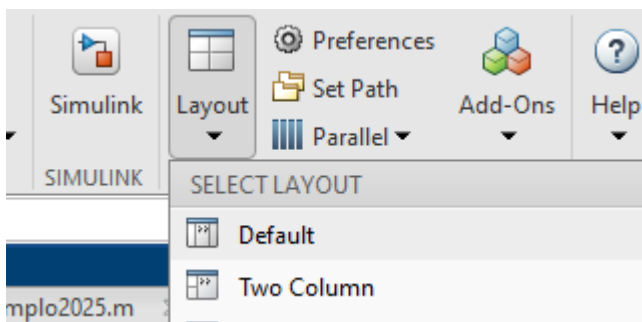 Preferences
Set Path
Simulink Layout Parallel Add-Ons Help
SIMULINK
SELECT LAYOUT
Default
Two Column
mplo2025.m